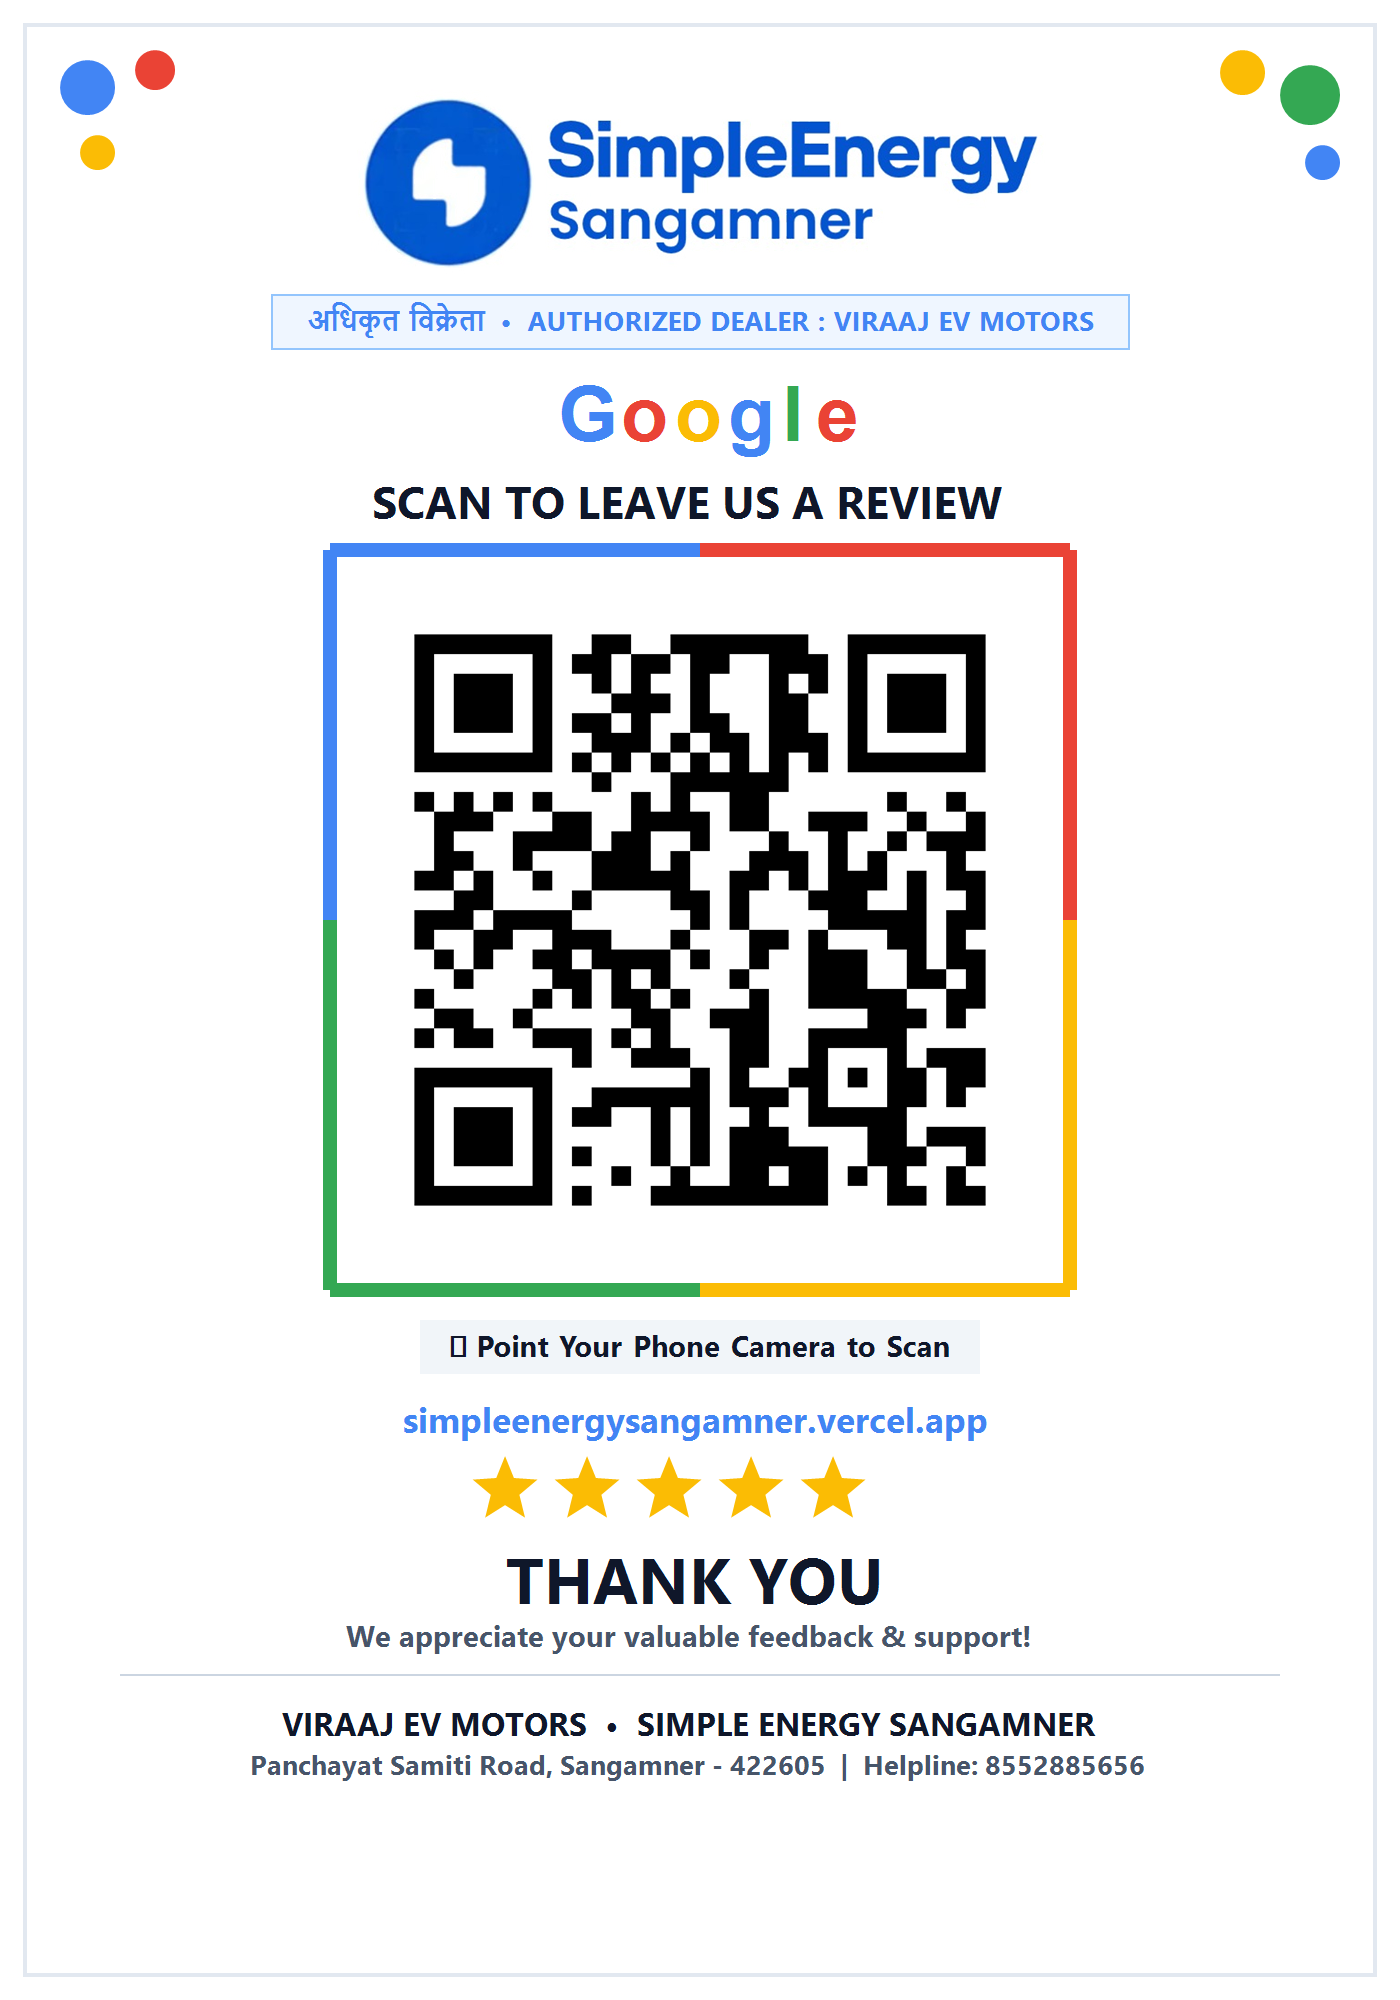 SimpleEnergy
Sangamner
अधिकृत विक्रेता • AUTHORIZED DEALER : VIRAAJ EV MOTORS
Google
SCAN TO LEAVE US A REVIEW
Point Your Phone Camera to Scan
simpleenergysangamner.vercel.app
THANK YOU
We appreciate your valuable feedback & support!
VIRAAJ EV MOTORS • SIMPLE ENERGY SANGAMNER
Panchayat Samiti Road, Sangamner - 422605 | Helpline: 8552885656